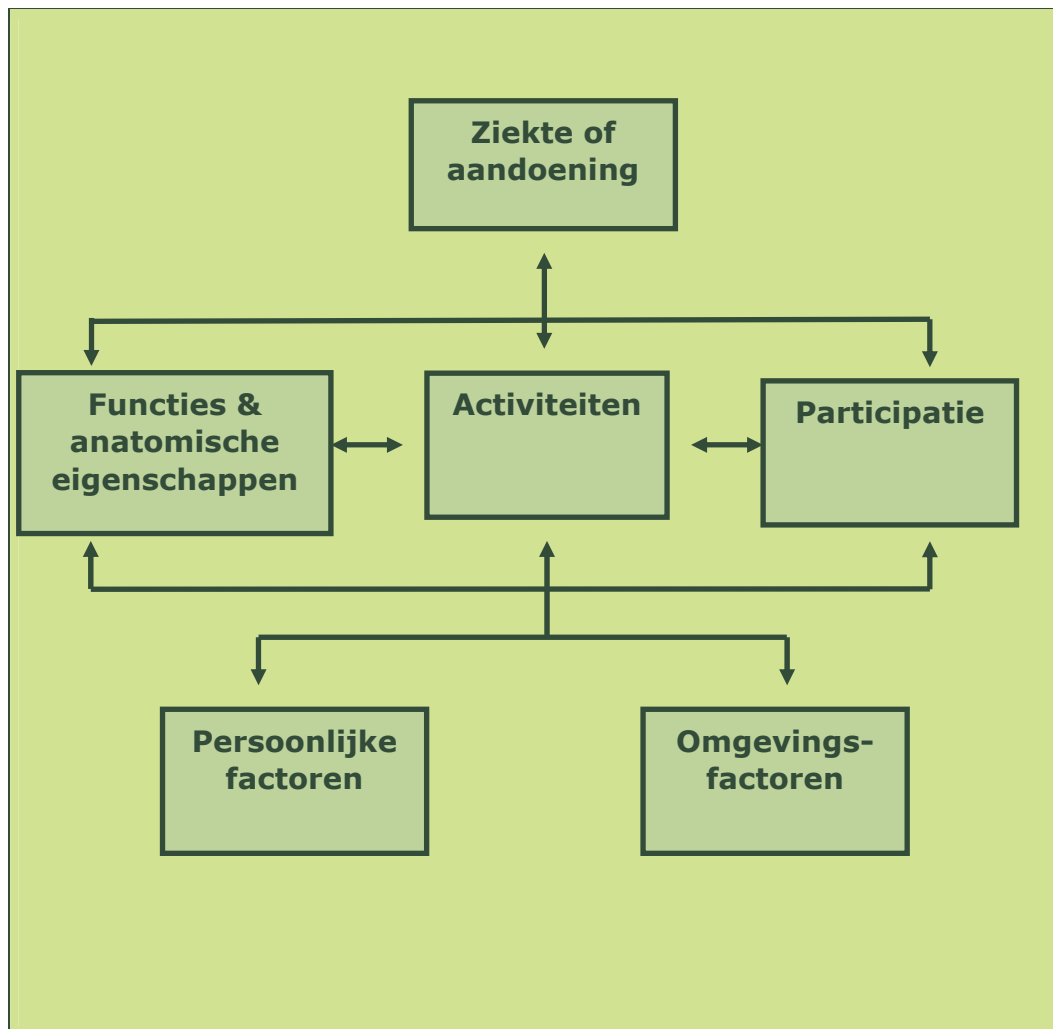 Ziekte of
aandoening
Functies &
anatomische
eigenschappen
Activiteiten
Participatie
Persoonlijke
factoren
Omgevings-
factoren